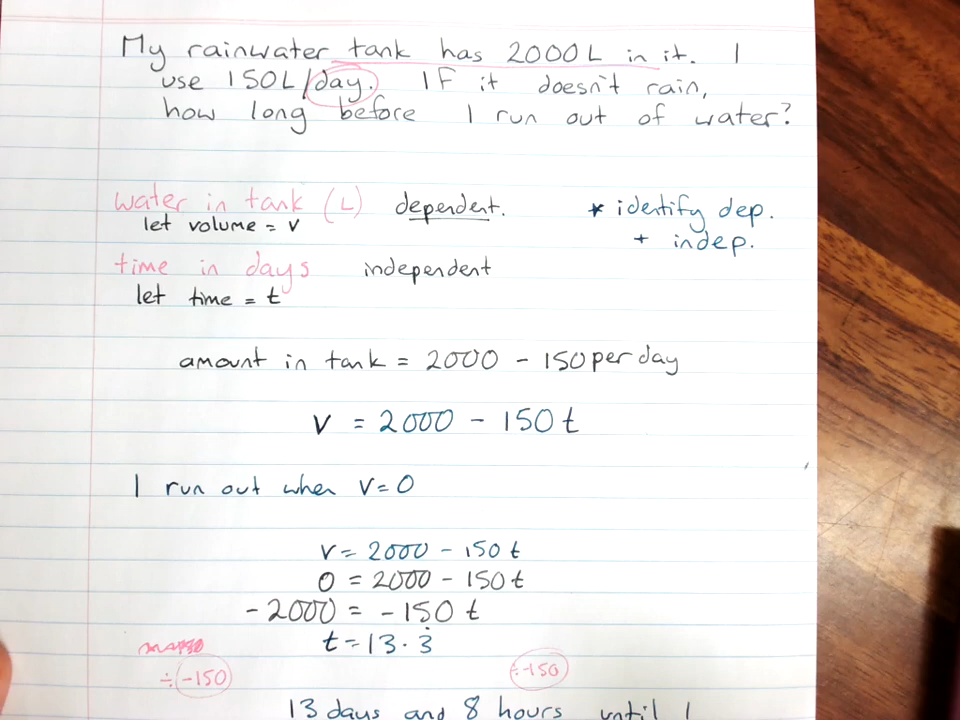 My rainwater tank has 2000L in it. I
use 150L/day. If it doesn't rain,
how long before I run out of water?
water in tank (L) dependent. * identify dep.
let volume = v + indep.
time in days independent
let time = t
amount in tank = 2000 - 150 per day
v = 2000 - 150t
I run out when v=0
v = 2000 - 150t
0 = 2000 - 150t
-2000 = -150t
t = 13.3̇
÷-150 ÷-150
13 days and 8 hours until I